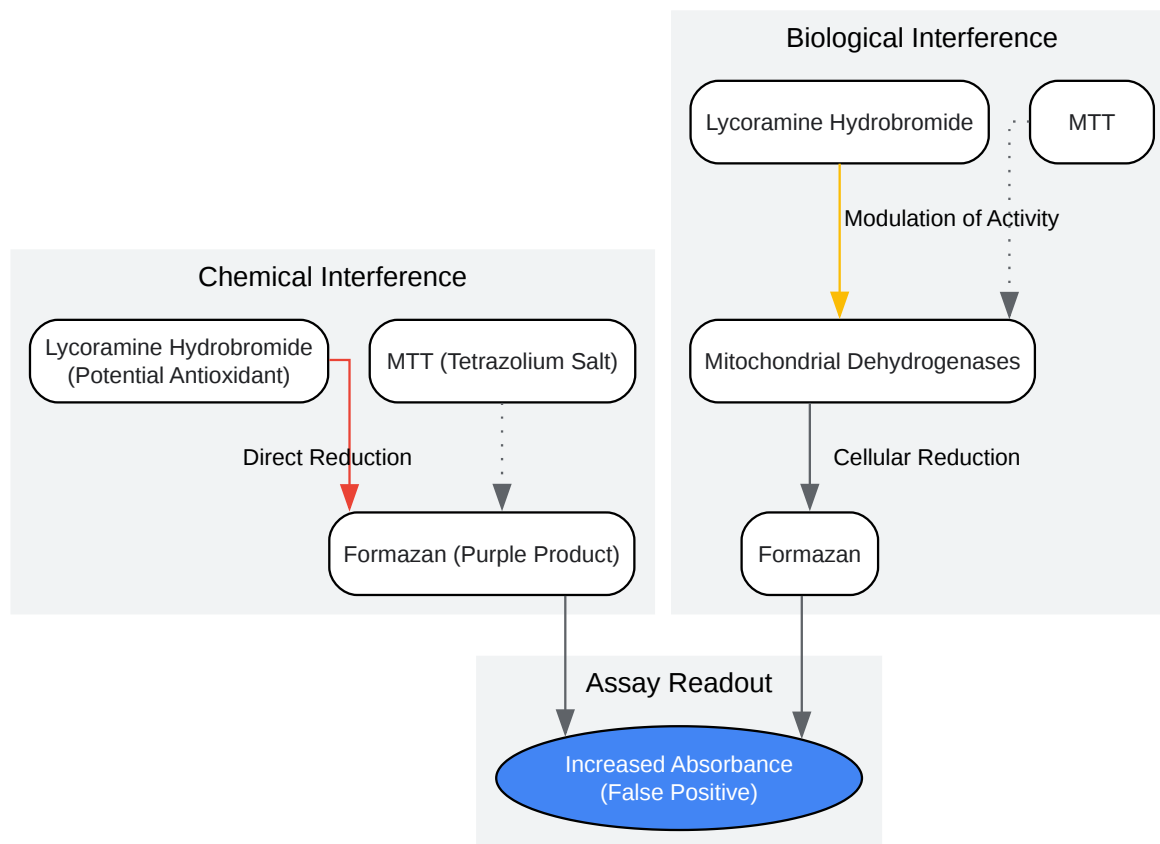 Biological Interference
Lycoramine Hydrobromide
MTT
Modulation of Activity
Mitochondrial Dehydrogenases
Cellular Reduction
Formazan
Chemical Interference
Lycoramine Hydrobromide
(Potential Antioxidant)
MTT (Tetrazolium Salt)
Direct Reduction
Formazan (Purple Product)
Assay Readout
Increased Absorbance
(False Positive)